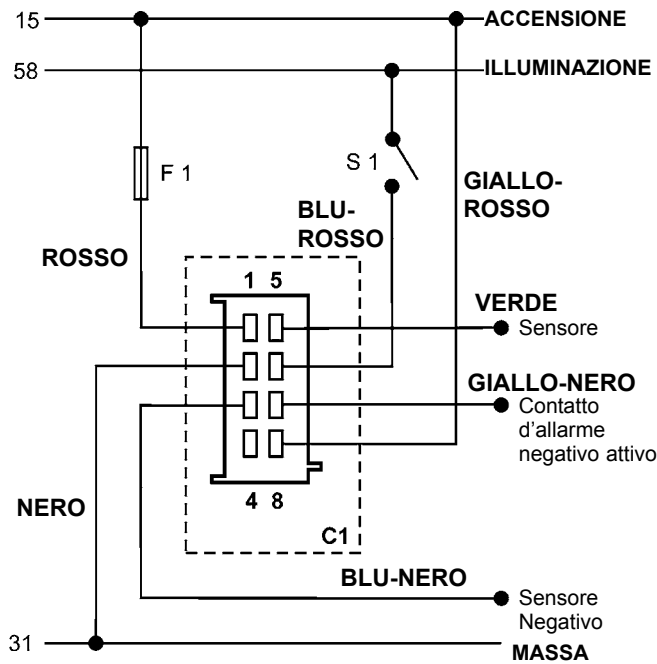 15
ACCENSIONE
58
ILLUMINAZIONE
F 1
S 1
GIALLO-
ROSSO
BLU-
ROSSO
ROSSO
1 5
VERDE
Sensore
GIALLO-NERO
Contatto
d'allarme
negativo attivo
4 8
NERO
C1
BLU-NERO
Sensore
Negativo
31
MASSA